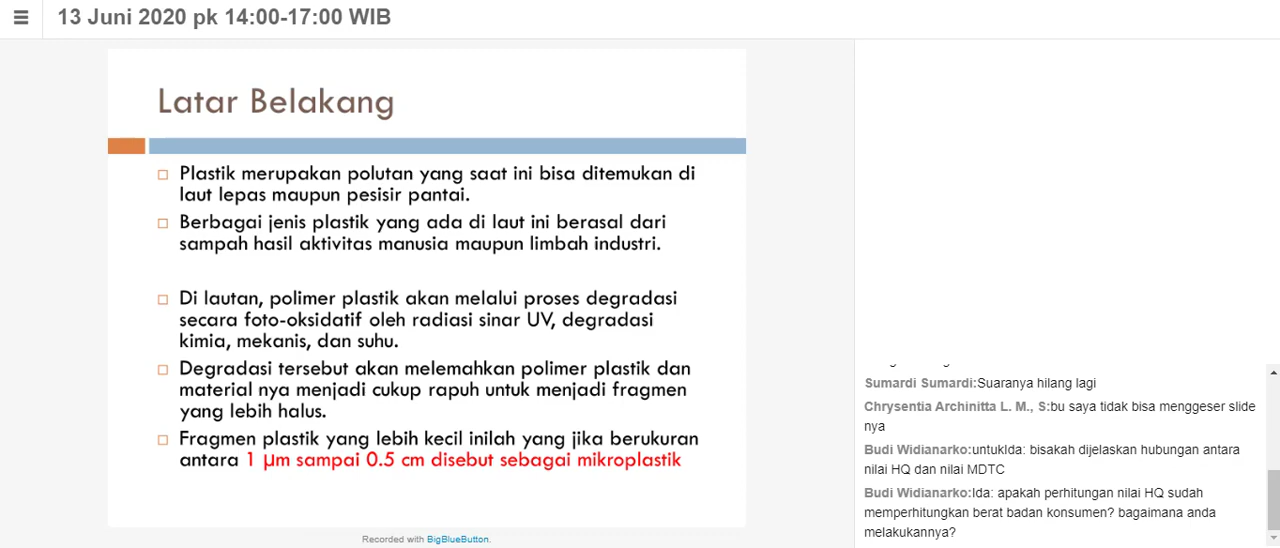 13 Juni 2020 pk 14:00-17:00 WIB
Latar Belakang
Plastik merupakan polutan yang saat ini bisa ditemukan di
laut lepas maupun pesisir pantai.
Berbagai jenis plastik yang ada di laut ini berasal dari
sampah hasil aktivitas manusia maupun limbah industri.
Di lautan, polimer plastik akan melalui proses degradasi
secara foto-oksidatif oleh radiasi sinar UV, degradasi
kimia, mekanis, dan suhu.
Degradasi tersebut akan melemahkan polimer plastik dan
material nya menjadi cukup rapuh untuk menjadi fragmen
yang lebih halus.
Fragmen plastik yang lebih kecil inilah yang jika berukuran
antara 1 µm sampai 0.5 cm disebut sebagai mikroplastik
Recorded with BigBlueButton.
Sumardi Sumardi:Suaranya hilang lagi
Chrysentia Archinitta L. M., S:bu saya tidak bisa menggeser slide
nya
Budi Widianarko:untukIda: bisakah dijelaskan hubungan antara
nilai HQ dan nilai MDTC
Budi Widianarko:Ida: apakah perhitungan nilai HQ sudah
memperhitungkan berat badan konsumen? bagaimana anda
melakukannya?